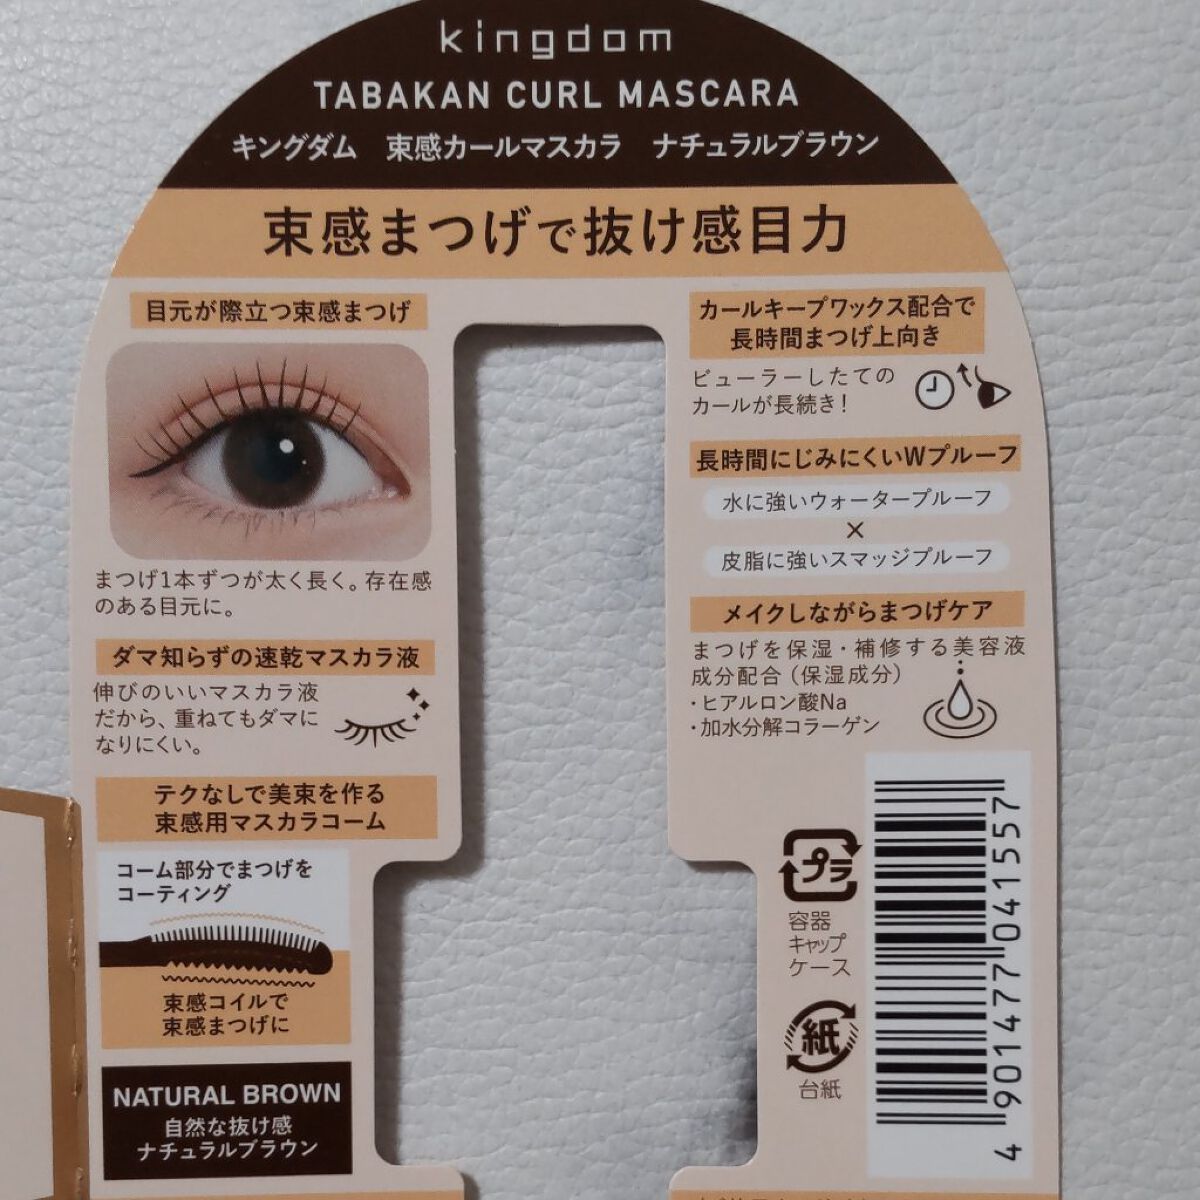 kingdom
TABAKAN CURL MASCARA
キングダム 束感カールマスカラ ナチュラルブラウン
束感まつげで抜け感目力
目元が際立つ束感まつげ
まつげ1本ずつが太く長く。存在感
のある目元に。
ダマ知らずの速乾マスカラ液
伸びのいいマスカラ液
だから、重ねてもダマに
なりにくい。
テクなしで美束を作る
束感用マスカラコーム
コーム部分でまつげを
コーティング
束感コイルで
束感まつげに
NATURAL BROWN
自然な抜け感
ナチュラルブラウン
カールキープワックス配合で
長時間まつげ上向き
ビューラーしたての
カールが長続き!
長時間にじみにくいWプルーフ
水に強いウォータープルーフ
×
皮脂に強いスマッジプルーフ
メイクしながらまつげケア
まつげを保湿・補修する美容液
成分配合(保湿成分)
・ヒアルロン酸Na
・加水分解コラーゲン
プラ
容器
キャップ
ケース
紙
台紙
4901477041557